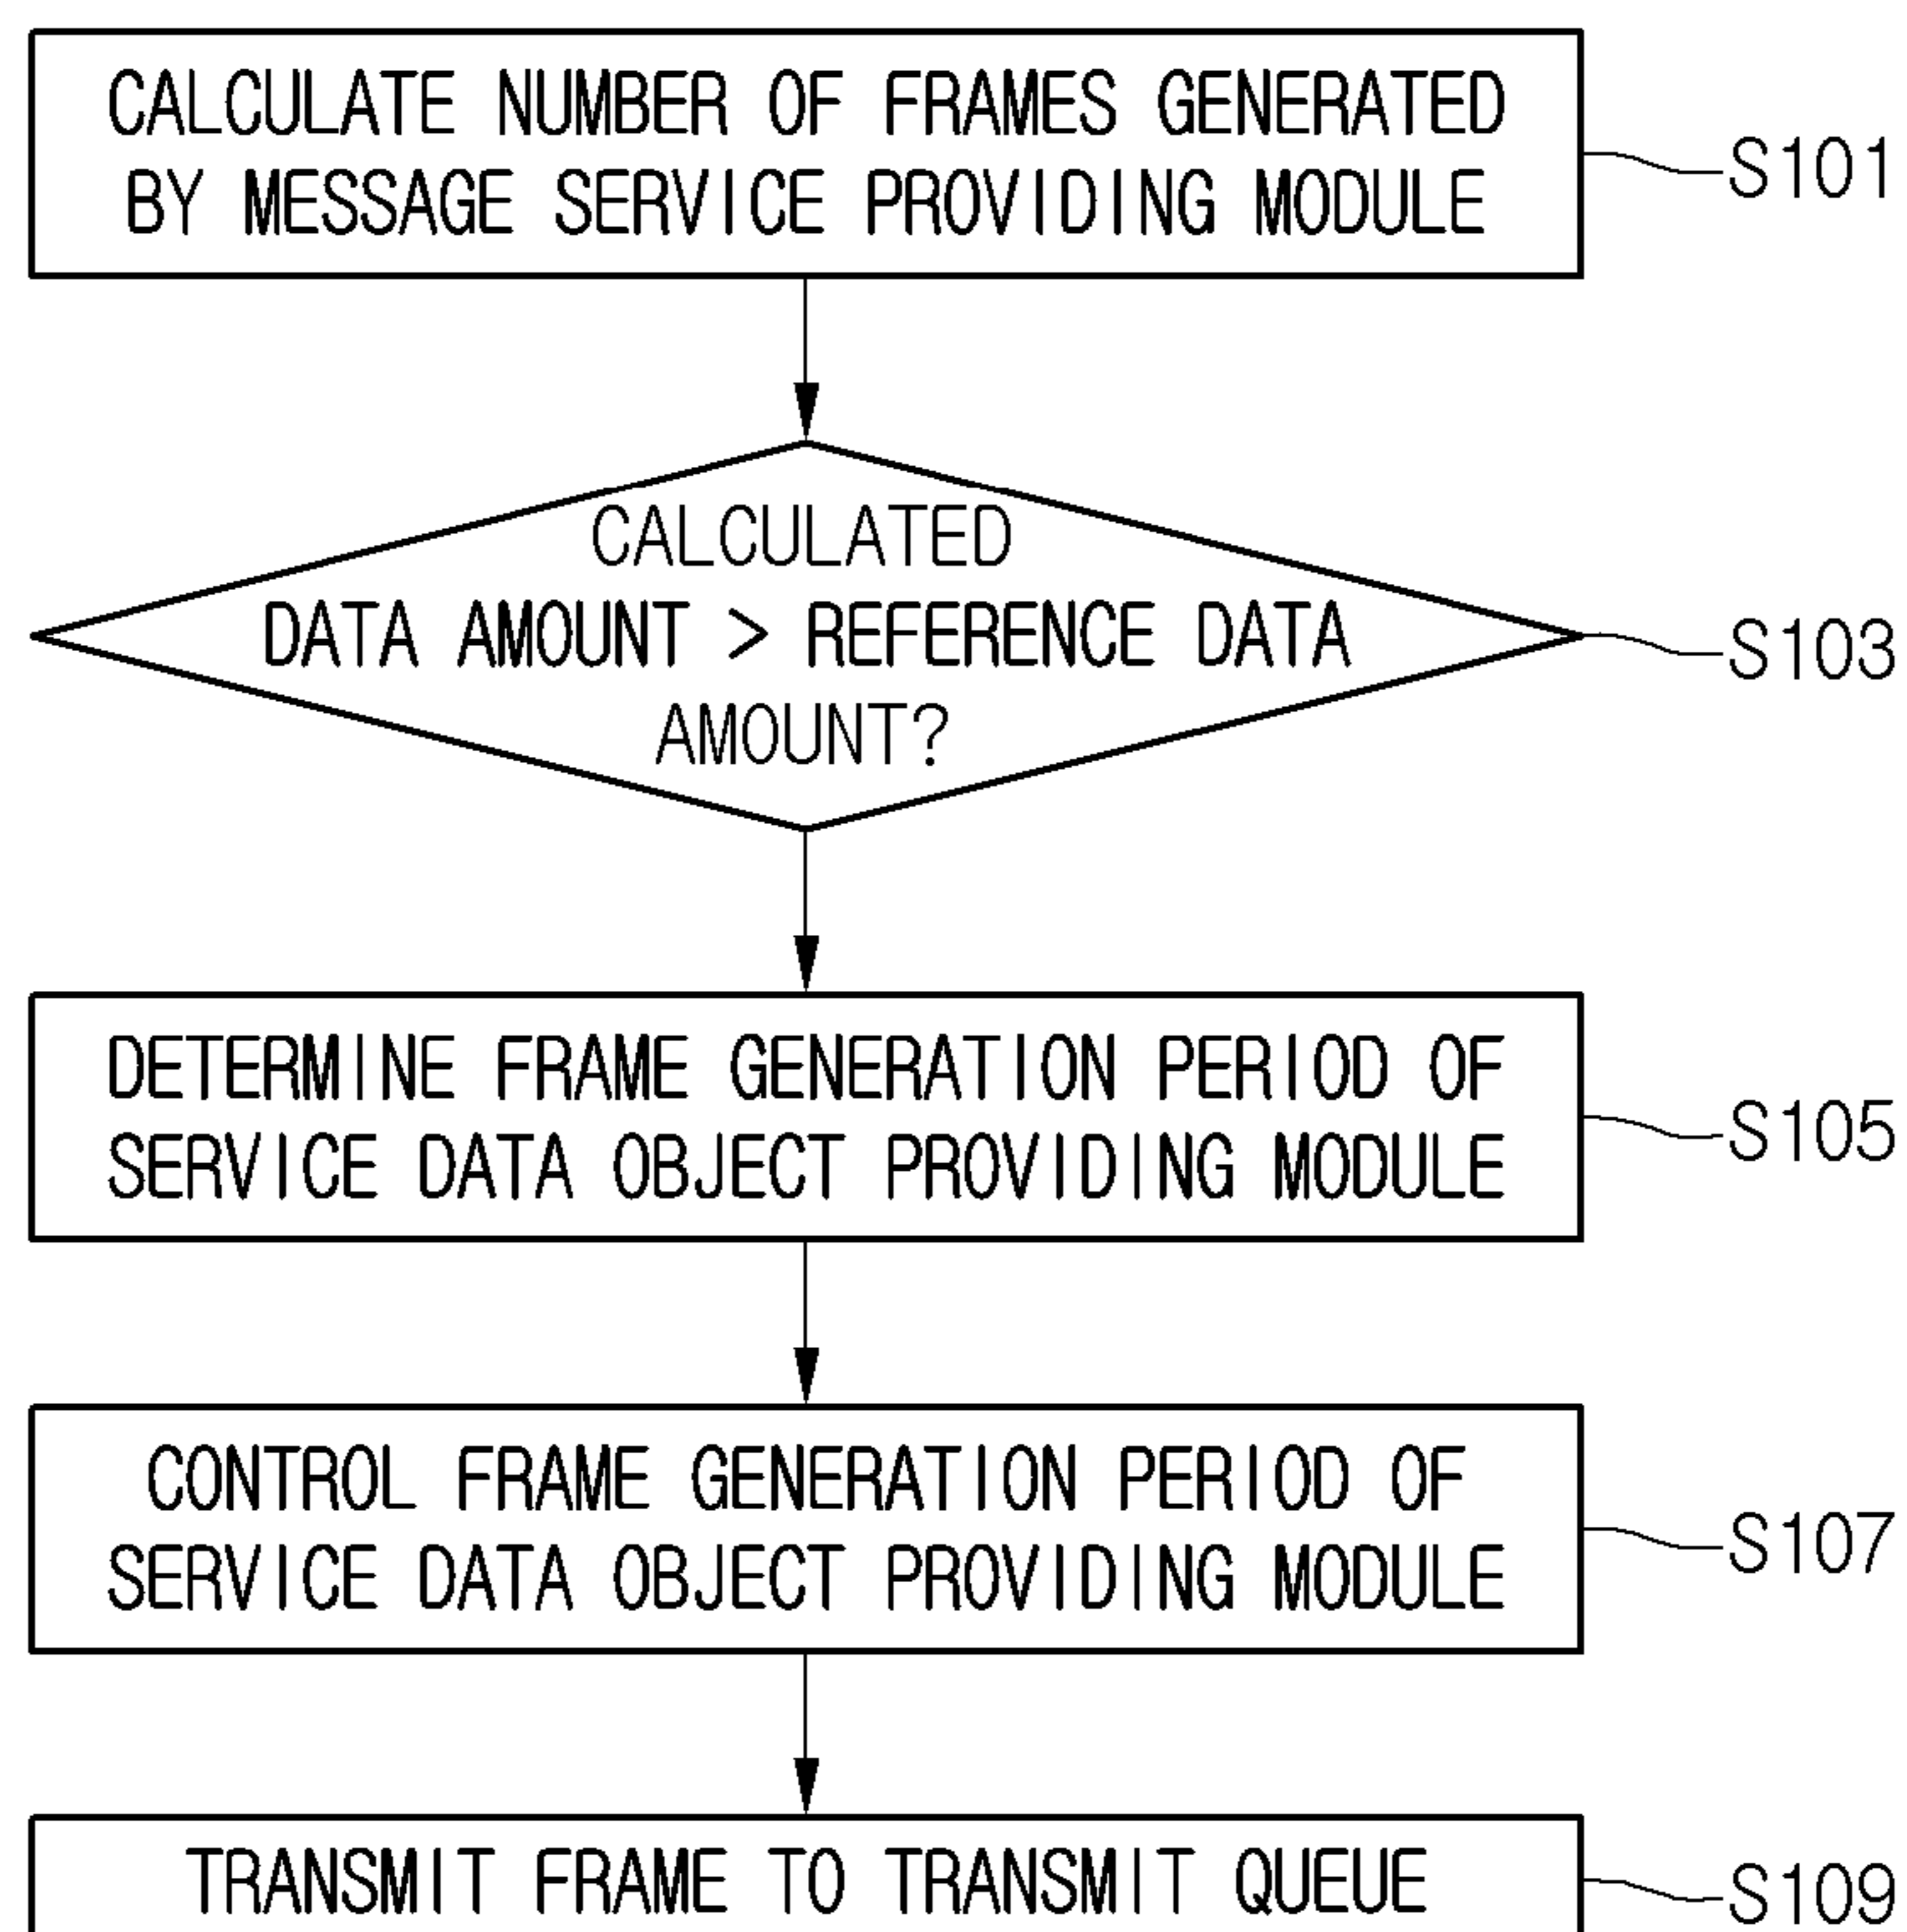 CALCULATE NUMBER OF FRAMES GENERATED
BY MESSAGE SERVICE PROVIDING MODULE
S101
CALCULATED
DATA AMOUNT > REFERENCE DATA
AMOUNT?
S103
DETERMINE FRAME GENERATION PERIOD OF
SERVICE DATA OBJECT PROVIDING MODULE
S105
CONTROL FRAME GENERATION PERIOD OF
SERVICE DATA OBJECT PROVIDING MODULE
S107
TRANSMIT FRAME TO TRANSMIT QUEUE
S109